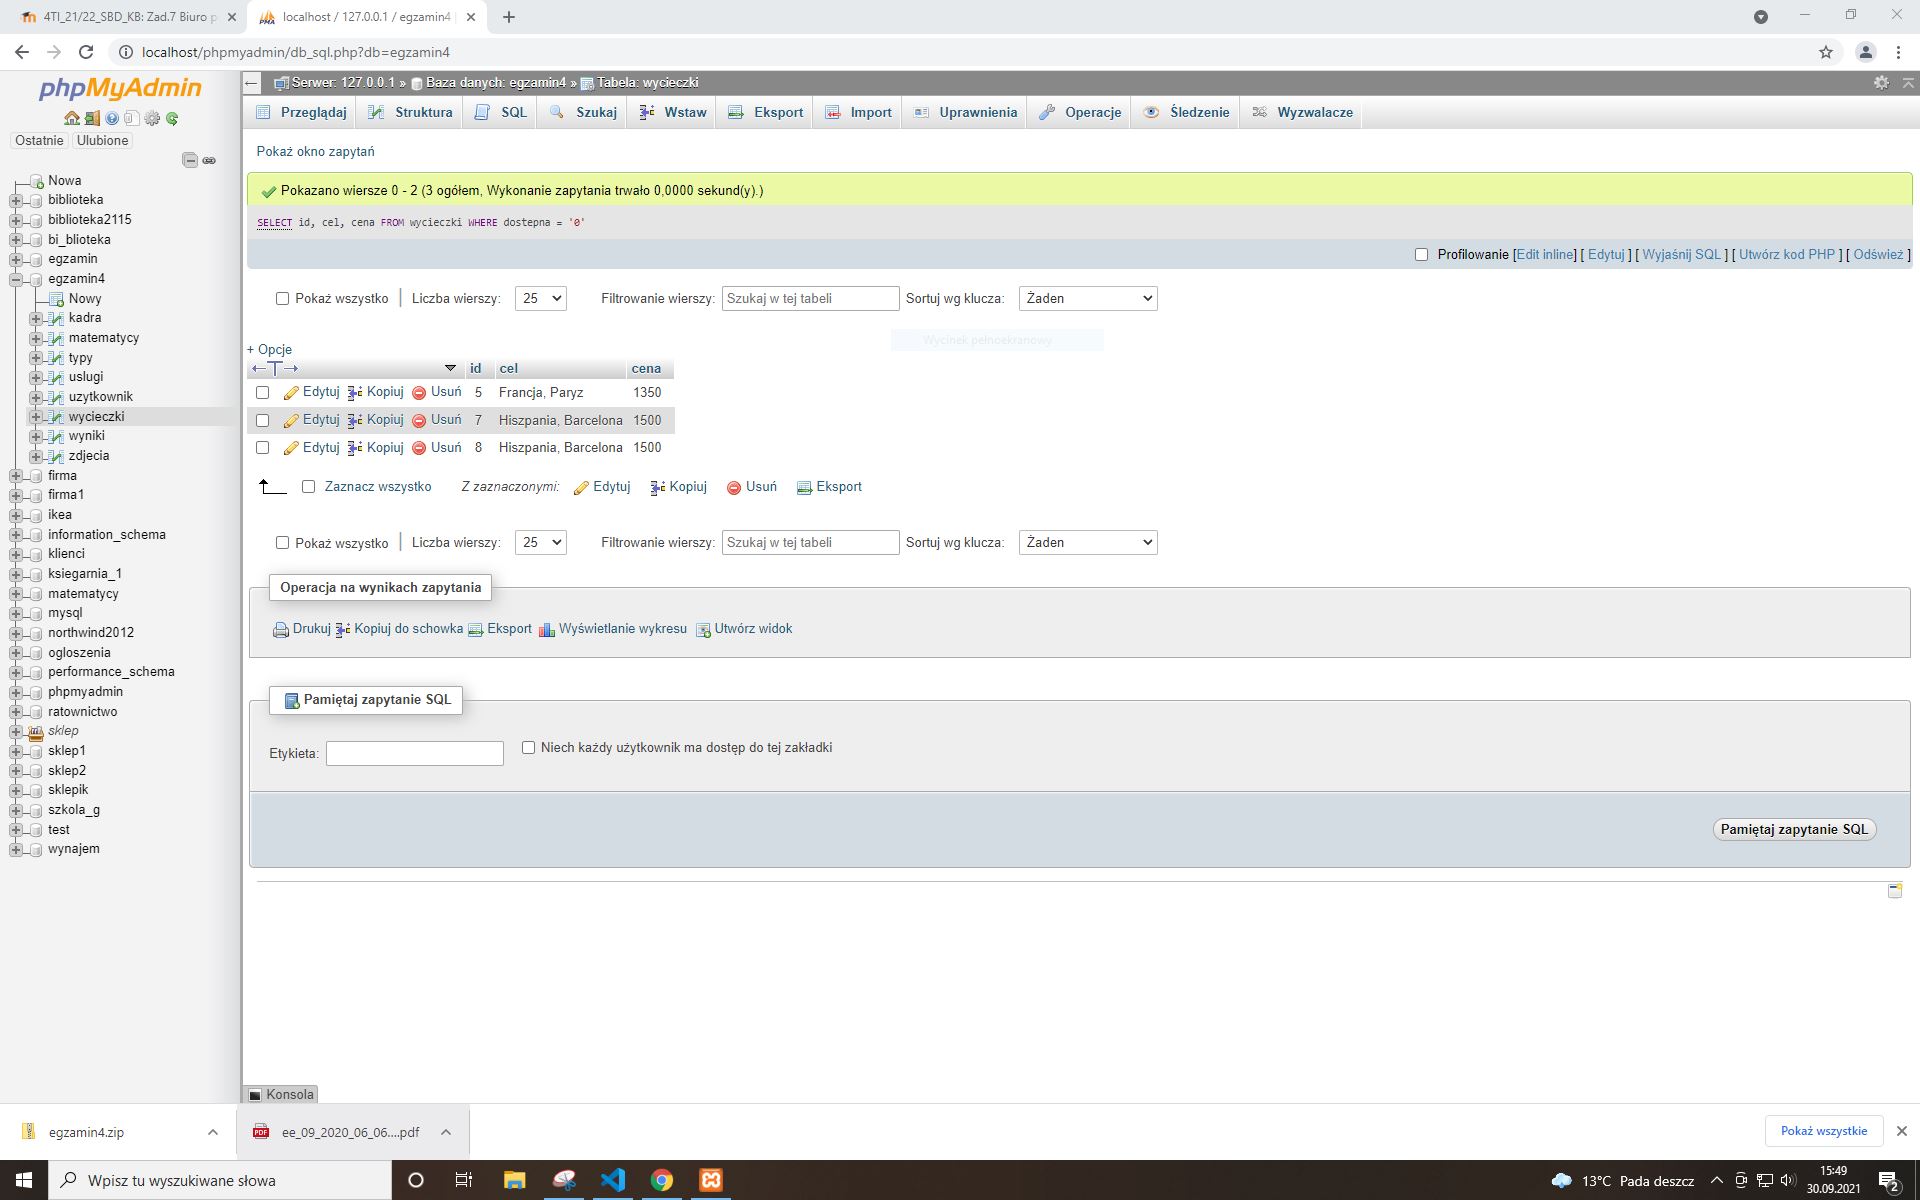 4TI_21/22_SBD_KB: Zad.7 Biuro p
localhost / 127.0.0.1 / egzamin4
localhost/phpmyadmin/db_sql.php?db=egzamin4
phpMyAdmin
Ostatnie Ulubione
Nowa
biblioteka
biblioteka2115
bi_blioteka
egzamin
egzamin4
Nowy
kadra
matematycy
typy
uslugi
uzytkownik
wycieczki
wyniki
zdjecia
firma
firma1
ikea
information_schema
klienci
ksiegarnia_1
matematycy
mysql
northwind2012
ogloszenia
performance_schema
phpmyadmin
ratownictwo
sklep
sklep1
sklep2
sklepik
szkola_g
test
wynajem
Serwer: 127.0.0.1 » Baza danych: egzamin4 » Tabela: wycieczki
Przeglądaj Struktura SQL Szukaj Wstaw Eksport Import Uprawnienia Operacje Śledzenie Wyzwalacze
Pokaż okno zapytań
Pokazano wiersze 0 - 2 (3 ogółem, Wykonanie zapytania trwało 0,0000 sekund(y).)
SELECT id, cel, cena FROM wycieczki WHERE dostepna = '0'
Profilowanie [Edit inline] [ Edytuj ] [ Wyjaśnij SQL ] [ Utwórz kod PHP ] [ Odśwież ]
Pokaż wszystko Liczba wierszy: 25 Filtrowanie wierszy: Szukaj w tej tabeli Sortuj wg klucza: Żaden
Wycinek pełnoekranowy
+ Opcje
←T→ id cel cena
Edytuj Kopiuj Usuń 5 Francja, Paryz 1350
Edytuj Kopiuj Usuń 7 Hiszpania, Barcelona 1500
Edytuj Kopiuj Usuń 8 Hiszpania, Barcelona 1500
Zaznacz wszystko Z zaznaczonymi: Edytuj Kopiuj Usuń Eksport
Pokaż wszystko Liczba wierszy: 25 Filtrowanie wierszy: Szukaj w tej tabeli Sortuj wg klucza: Żaden
Operacja na wynikach zapytania
Drukuj Kopiuj do schowka Eksport Wyświetlanie wykresu Utwórz widok
Pamiętaj zapytanie SQL
Etykieta: Niech każdy użytkownik ma dostęp do tej zakładki
Pamiętaj zapytanie SQL
Konsola
egzamin4.zip
ee_09_2020_06_06....pdf
Pokaż wszystkie
Wpisz tu wyszukiwane słowa
13°C Pada deszcz
15:49
30.09.2021
2